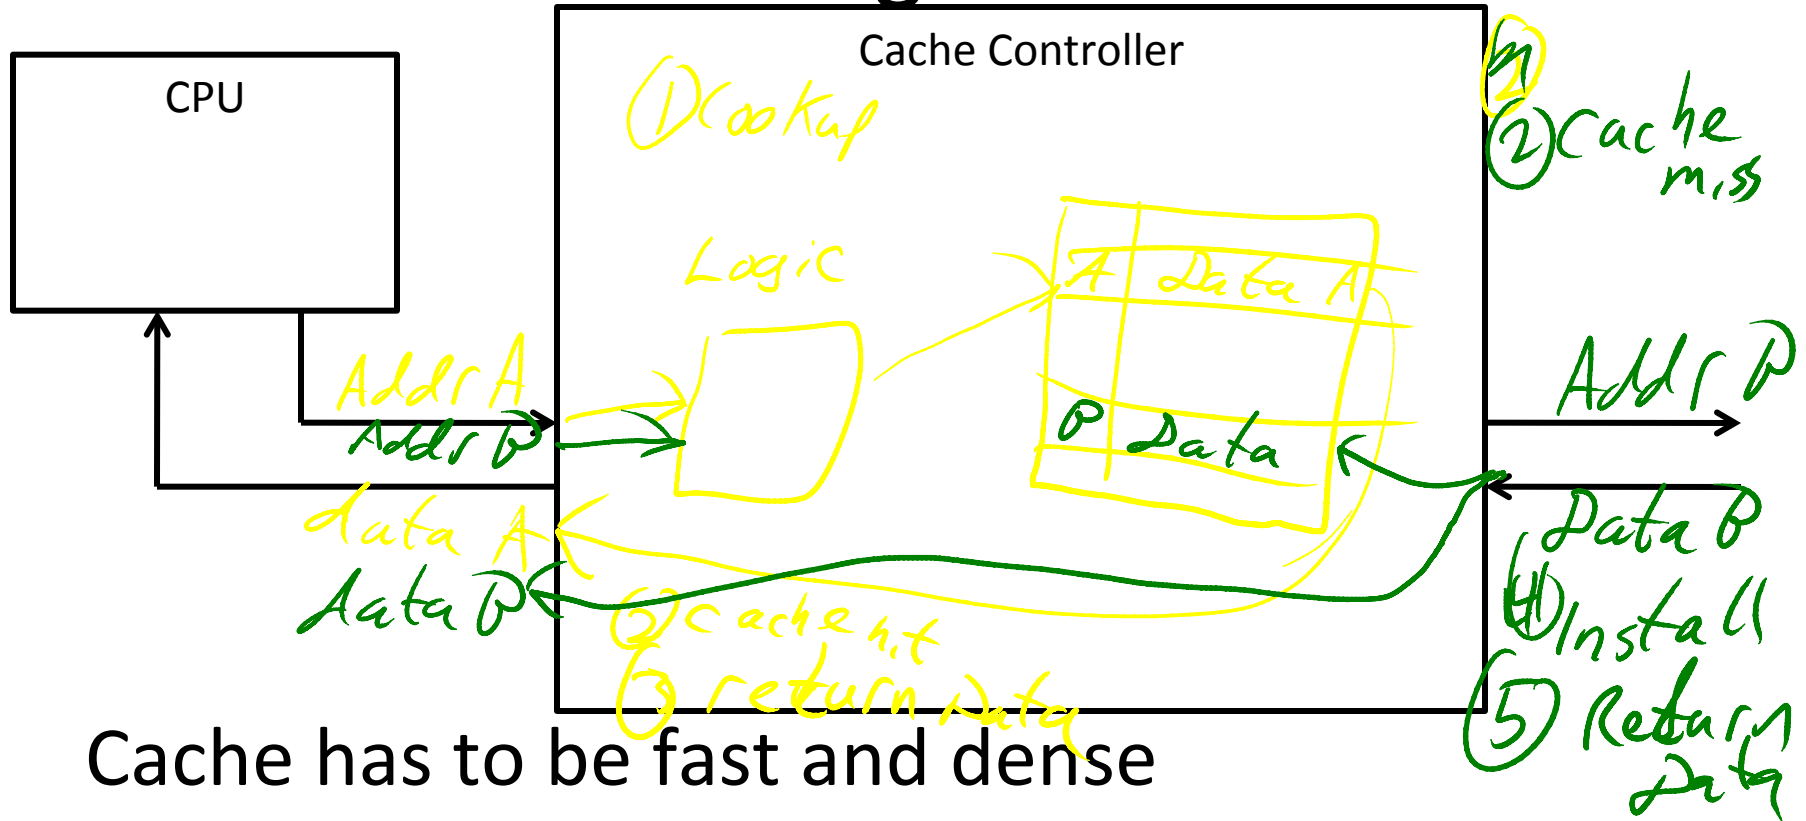 Cache Controller
CPU
① Lookup
② Cache
miss
Logic
A Data A
Addr A
Addr B
Addr B
B Data
data A
data B
Data B
② Cache hit
③ return Data
④ Install
⑤ Return
Data
Cache has to be fast and dense